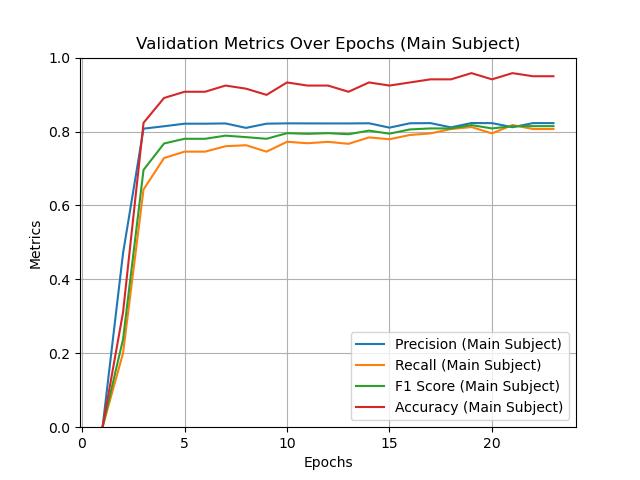 Validation Metrics Over Epochs (Main Subject)
1.0
0.8
0.6
0.4
0.2
0.0
Metrics
0
5
10
15
20
Epochs
Precision (Main Subject)
Recall (Main Subject)
F1 Score (Main Subject)
Accuracy (Main Subject)